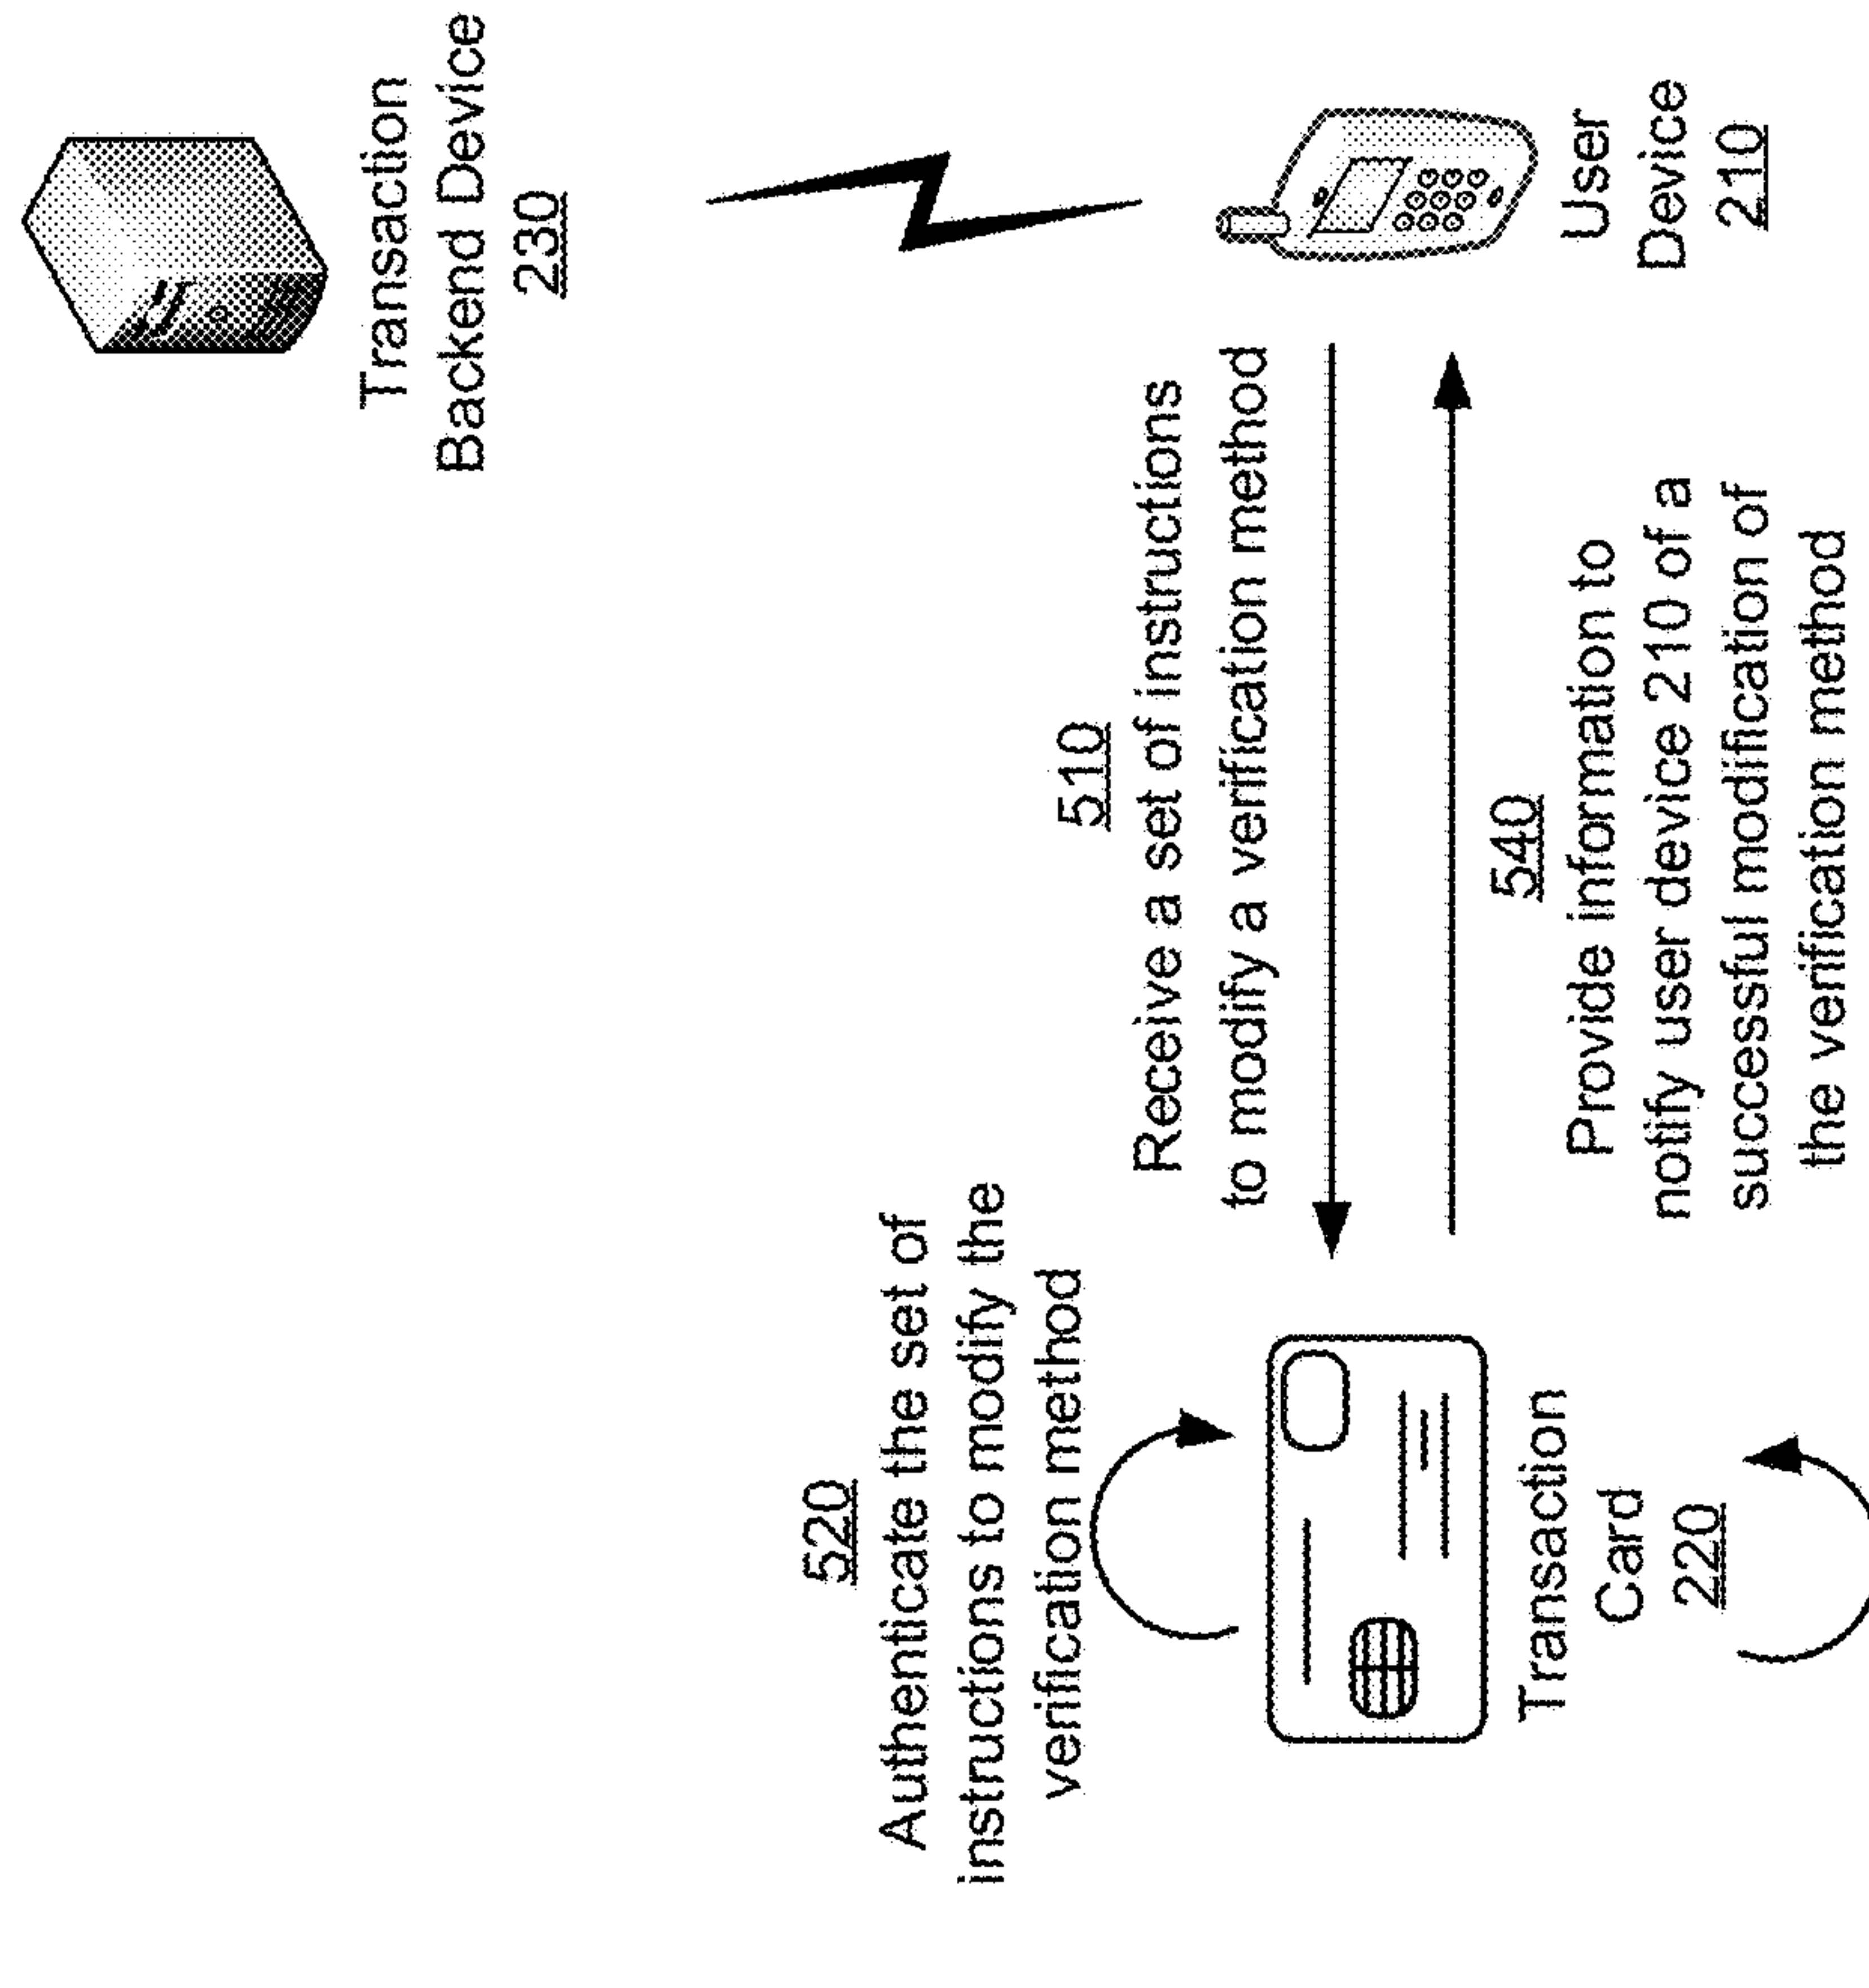 520
Authenticate the set of
instructions to modify the
verification method
Transaction
Card
220
510
Receive a set of instructions
to modify a verification method
540
Provide information to
notify user device 210 of a
successful modification of
the verification method
Transaction
Backend Device
230
User
Device
210